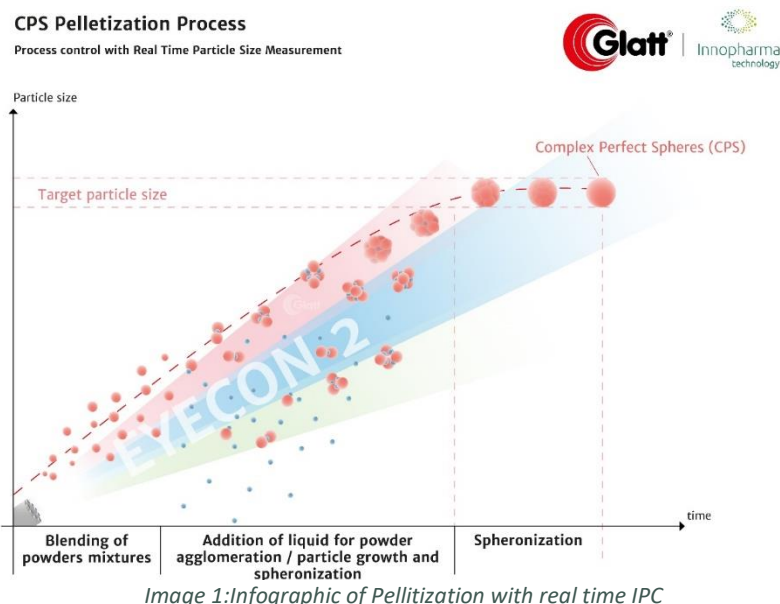 CPS Pelletization Process
Process control with Real Time Particle Size Measurement
Glatt®
Innopharma
technology
Particle size
Complex Perfect Spheres (CPS)
Target particle size
Glatt
EYECON 2
time
Blending of
powders mixtures
Addition of liquid for powder
agglomeration / particle growth and
spheronization
Spheronization
Image 1:Infographic of Pellitization with real time IPC